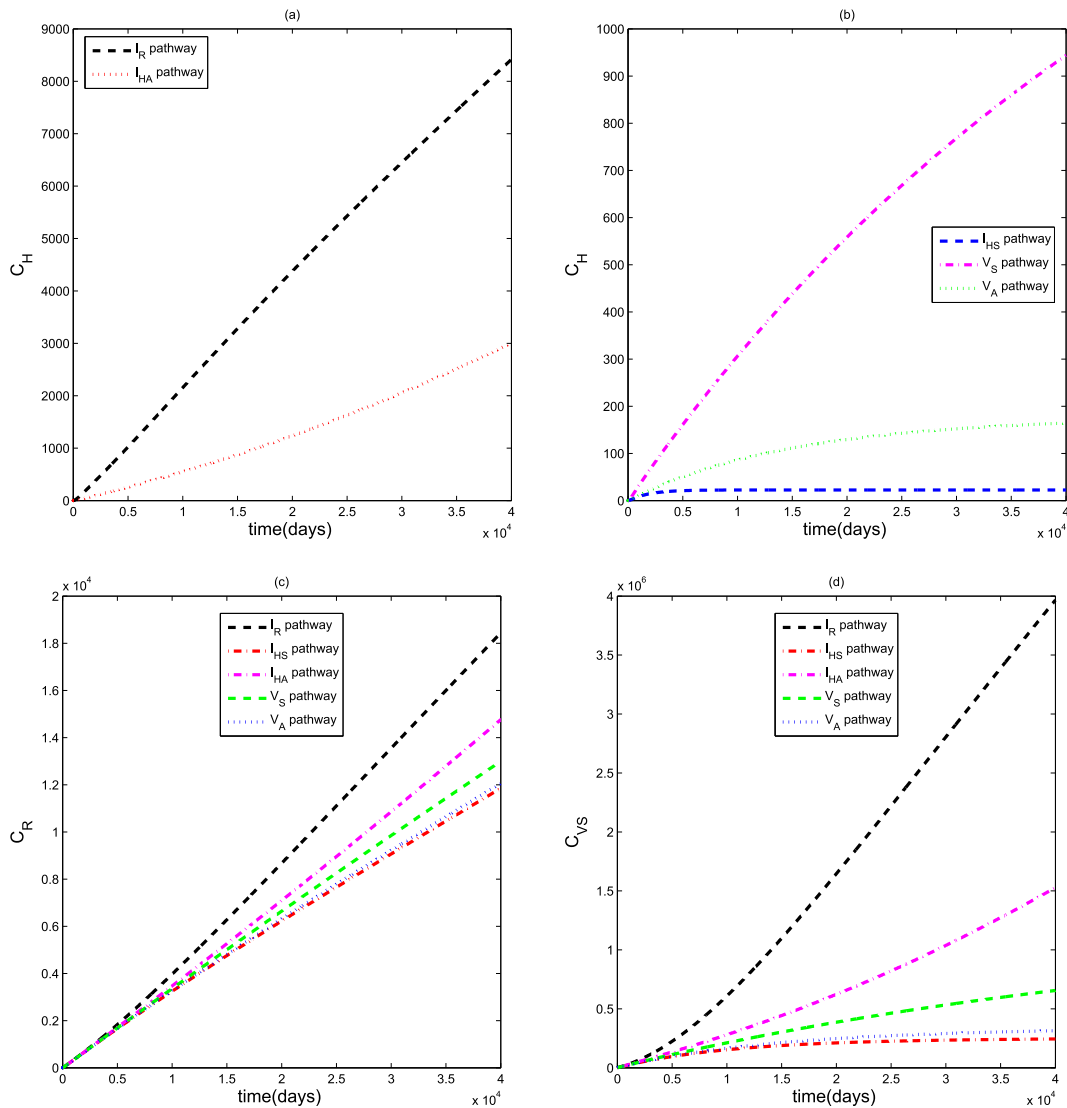 (a)
9000
8000
7000
6000
5000
4000
3000
2000
1000
0
C_H
I_R pathway
I_HA pathway
0 0.5 1 1.5 2 2.5 3 3.5 4
time(days)
x 10^4
(b)
1000
900
800
700
600
500
400
300
200
100
0
C_H
I_HS pathway
V_S pathway
V_A pathway
0 0.5 1 1.5 2 2.5 3 3.5 4
time(days)
x 10^4
(c)
x 10^4
2
1.8
1.6
1.4
1.2
1
0.8
0.6
0.4
0.2
0
C_R
I_R pathway
I_HS pathway
I_HA pathway
V_S pathway
V_A pathway
0 0.5 1 1.5 2 2.5 3 3.5 4
time(days)
x 10^4
(d)
x 10^6
4
3.5
3
2.5
2
1.5
1
0.5
0
C_VS
I_R pathway
I_HS pathway
I_HA pathway
V_S pathway
V_A pathway
0 0.5 1 1.5 2 2.5 3 3.5 4
time(days)
x 10^4